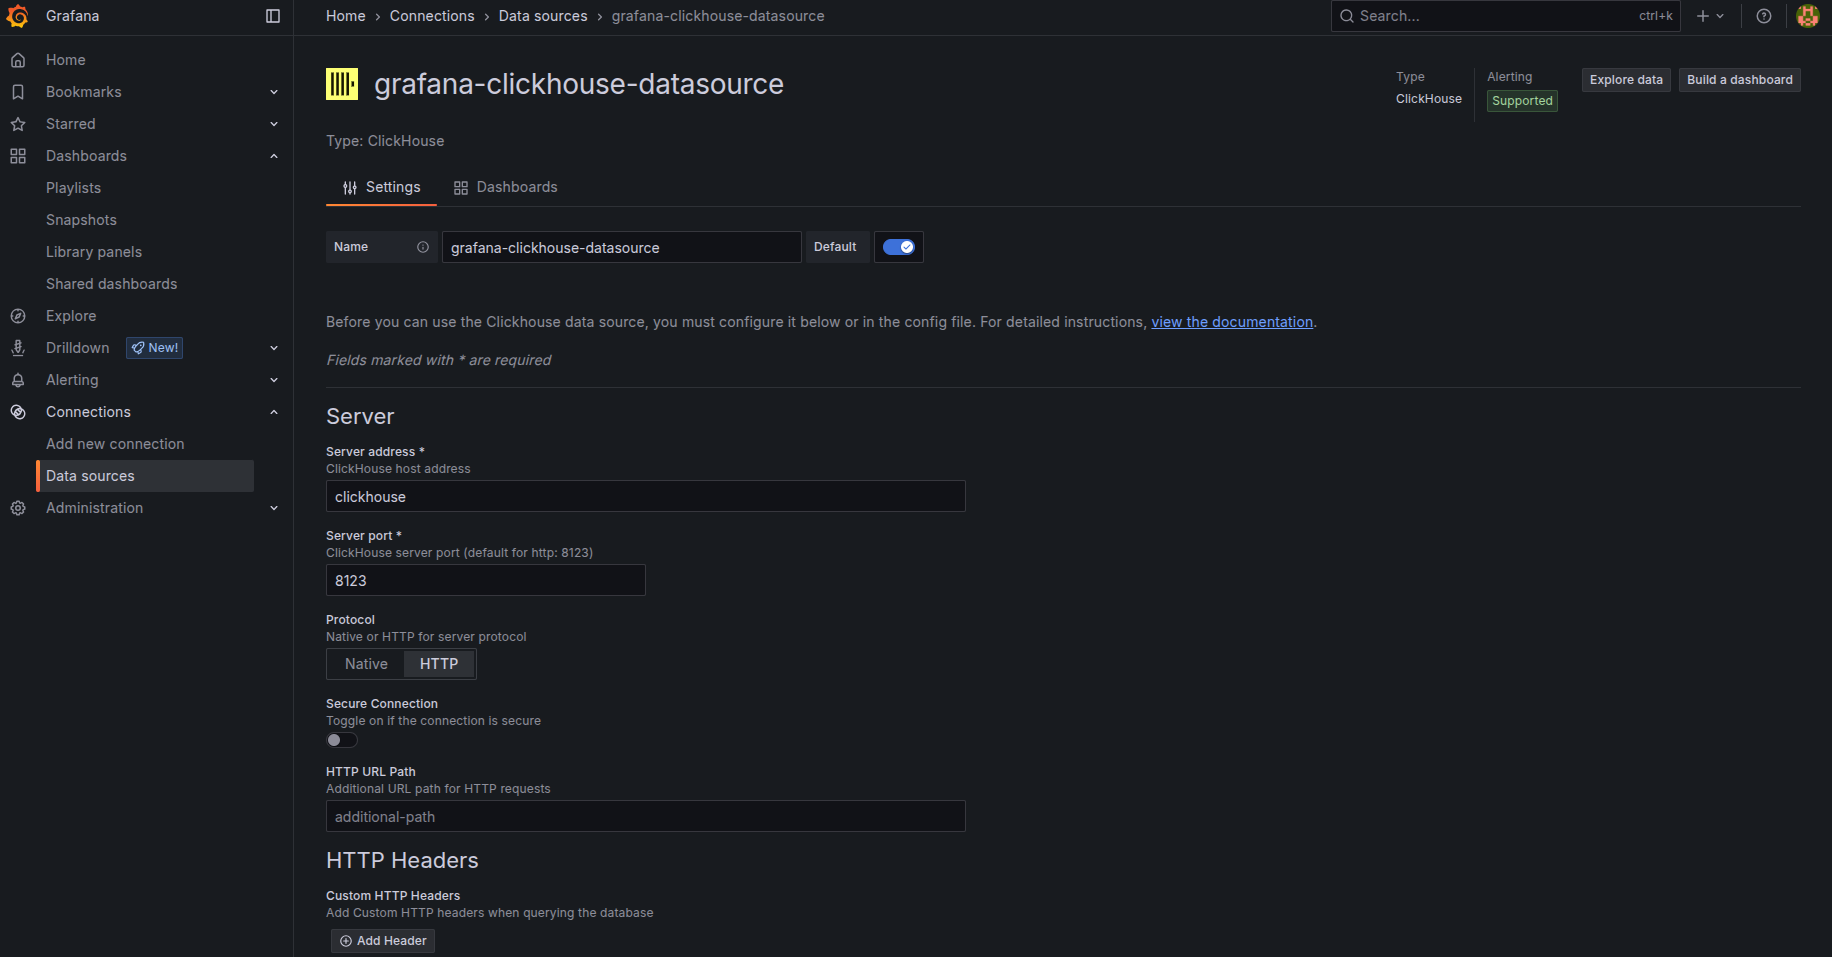 Grafana
Home › Connections › Data sources › grafana-clickhouse-datasource
Search... ctrl+k
Home
Bookmarks
Starred
Dashboards
Playlists
Snapshots
Library panels
Shared dashboards
Explore
Drilldown New!
Alerting
Connections
Add new connection
Data sources
Administration
grafana-clickhouse-datasource
Type
ClickHouse
Alerting
Supported
Explore data
Build a dashboard
Type: ClickHouse
Settings
Dashboards
Name grafana-clickhouse-datasource Default
Before you can use the Clickhouse data source, you must configure it below or in the config file. For detailed instructions, view the documentation.
Fields marked with * are required
Server
Server address *
ClickHouse host address
clickhouse
Server port *
ClickHouse server port (default for http: 8123)
8123
Protocol
Native or HTTP for server protocol
Native HTTP
Secure Connection
Toggle on if the connection is secure
HTTP URL Path
Additional URL path for HTTP requests
additional-path
HTTP Headers
Custom HTTP Headers
Add Custom HTTP headers when querying the database
Add Header